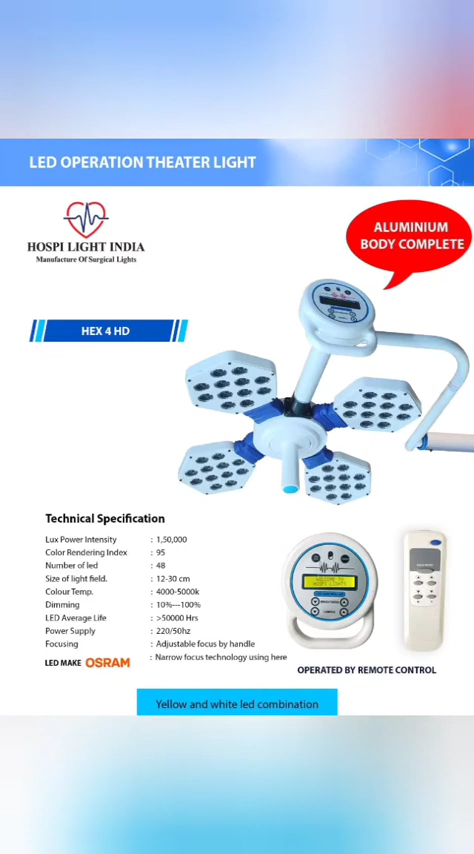 LED OPERATION THEATER LIGHT
HOSPI LIGHT INDIA
Manufacture Of Surgical Lights
ALUMINIUM
BODY COMPLETE
HEX 4 HD
Technical Specification
Lux Power Intensity : 1,50,000
Color Rendering Index : 95
Number of led : 48
Size of light field. : 12-30 cm
Colour Temp. : 4000-5000k
Dimming : 10%---100%
LED Average Life : >50000 Hrs
Power Supply : 220/50hz
Focusing : Adjustable focus by handle
: Narrow focus technology using here
LED MAKE OSRAM
WELCOME TO
HOSPI LIGHTS
OPERATED BY REMOTE CONTROL
Yellow and white led combination